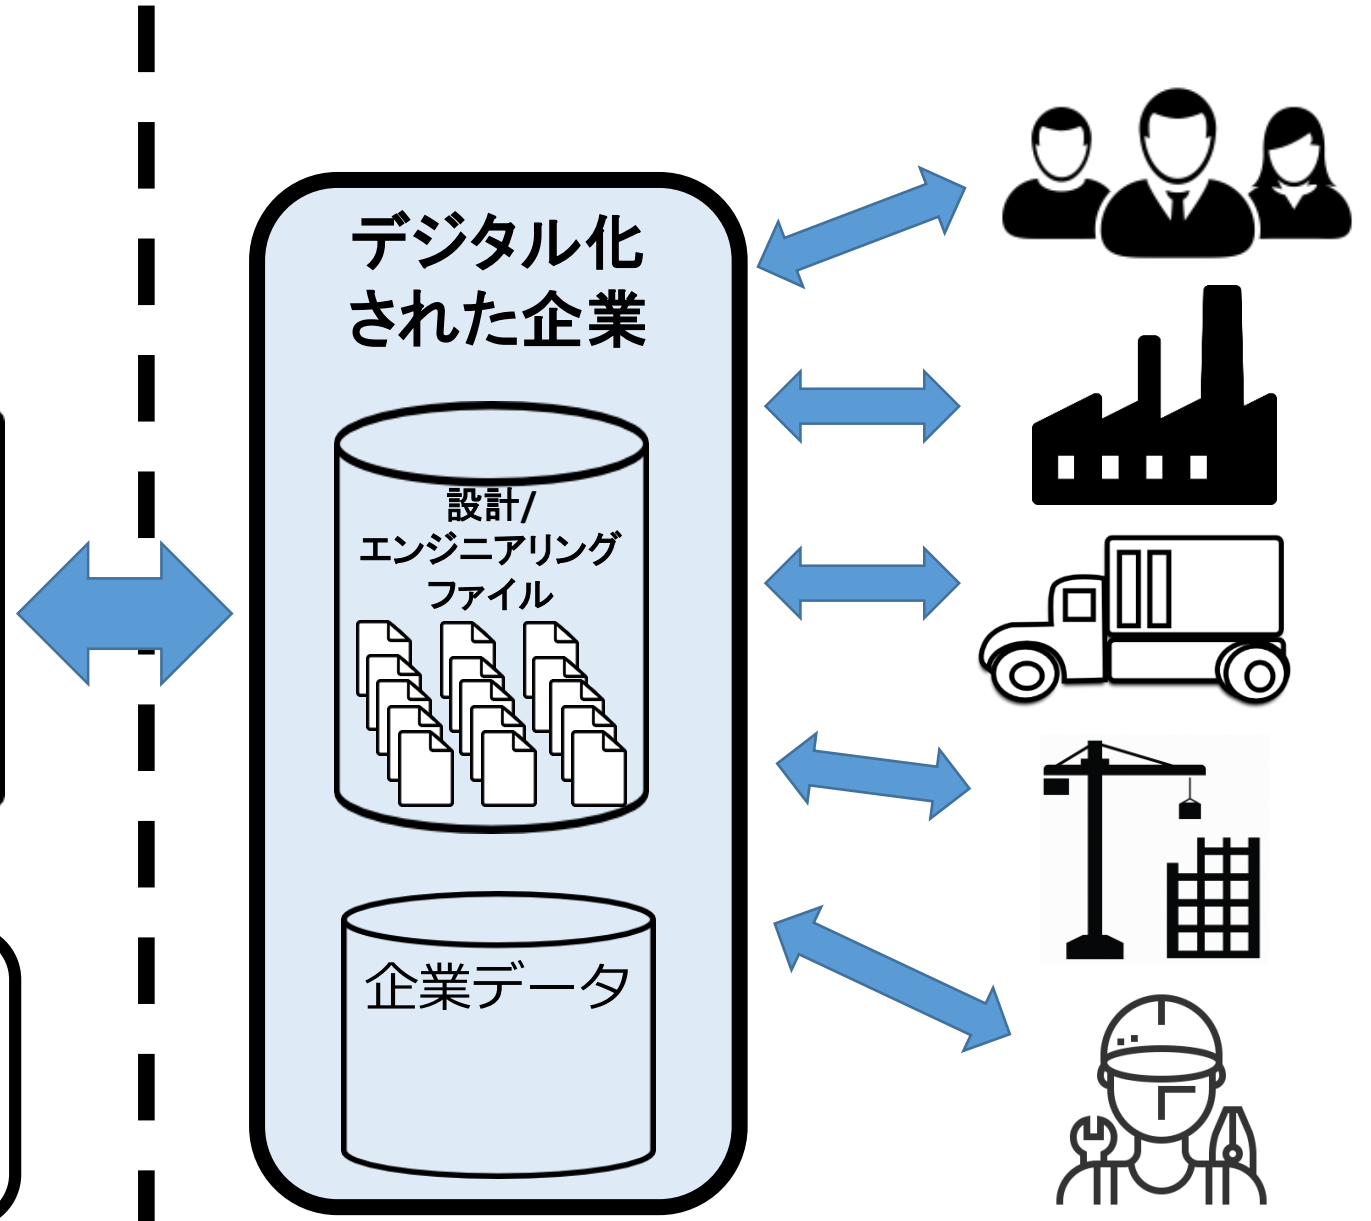 デジタル化
された企業
設計/
エンジニアリング
ファイル
企業データ